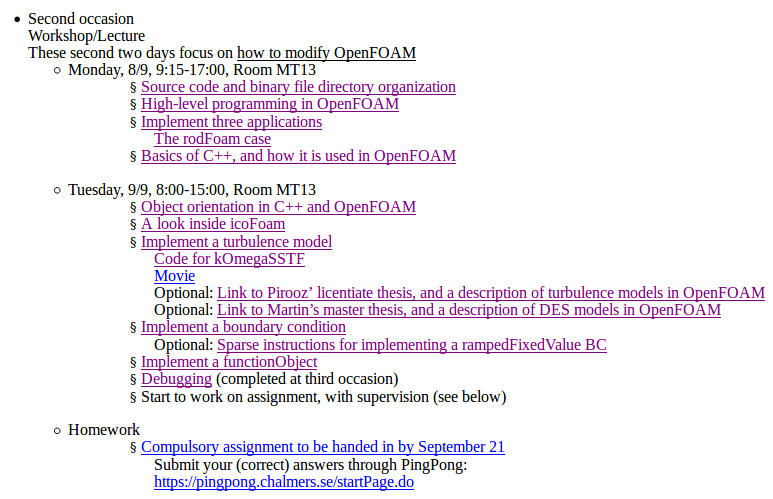 • Second occasion
Workshop/Lecture
These second two days focus on how to modify OpenFOAM
○ Monday, 8/9, 9:15-17:00, Room MT13
§ Source code and binary file directory organization
§ High-level programming in OpenFOAM
§ Implement three applications
The rodFoam case
§ Basics of C++, and how it is used in OpenFOAM
○ Tuesday, 9/9, 8:00-15:00, Room MT13
§ Object orientation in C++ and OpenFOAM
§ A look inside icoFoam
§ Implement a turbulence model
Code for kOmegaSSTF
Movie
Optional: Link to Pirooz’ licentiate thesis, and a description of turbulence models in OpenFOAM
Optional: Link to Martin’s master thesis, and a description of DES models in OpenFOAM
§ Implement a boundary condition
Optional: Sparse instructions for implementing a rampedFixedValue BC
§ Implement a functionObject
§ Debugging (completed at third occasion)
§ Start to work on assignment, with supervision (see below)
○ Homework
§ Compulsory assignment to be handed in by September 21
Submit your (correct) answers through PingPong:
https://pingpong.chalmers.se/startPage.do